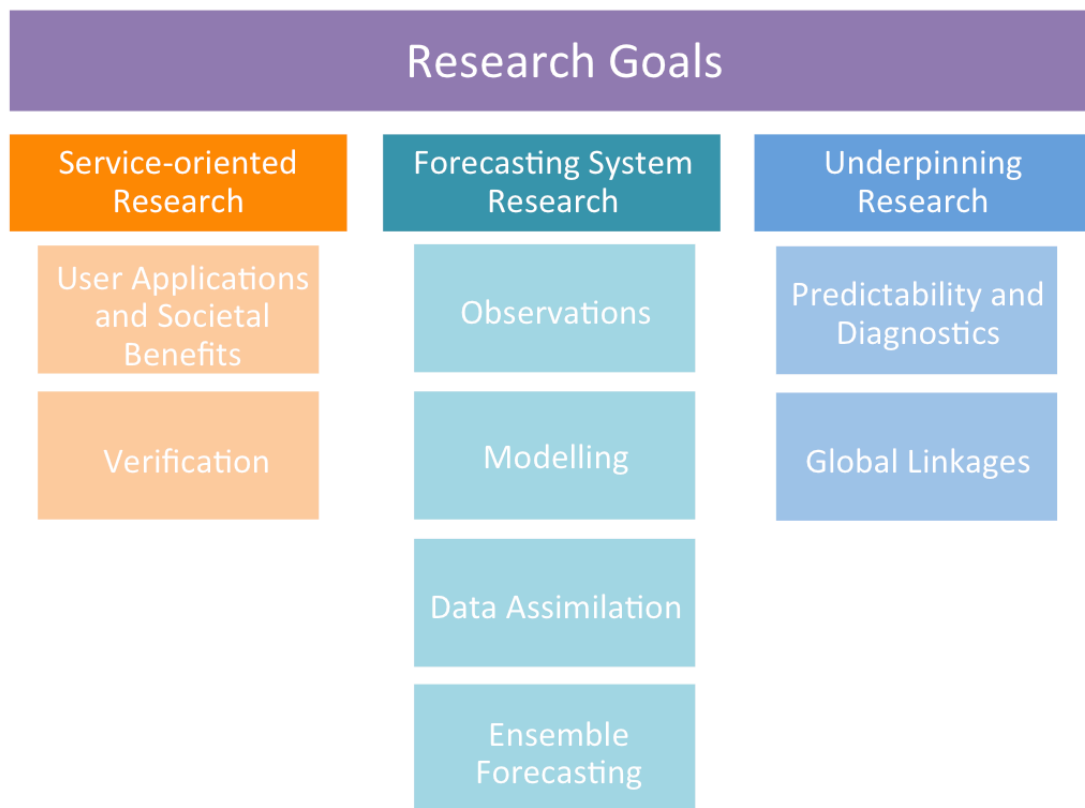 Research Goals
Service-oriented
Research
User Applications
and Societal
Benefits
Verification
Forecasting System
Research
Observations
Modelling
Data Assimilation
Ensemble
Forecasting
Underpinning
Research
Predictability and
Diagnostics
Global Linkages